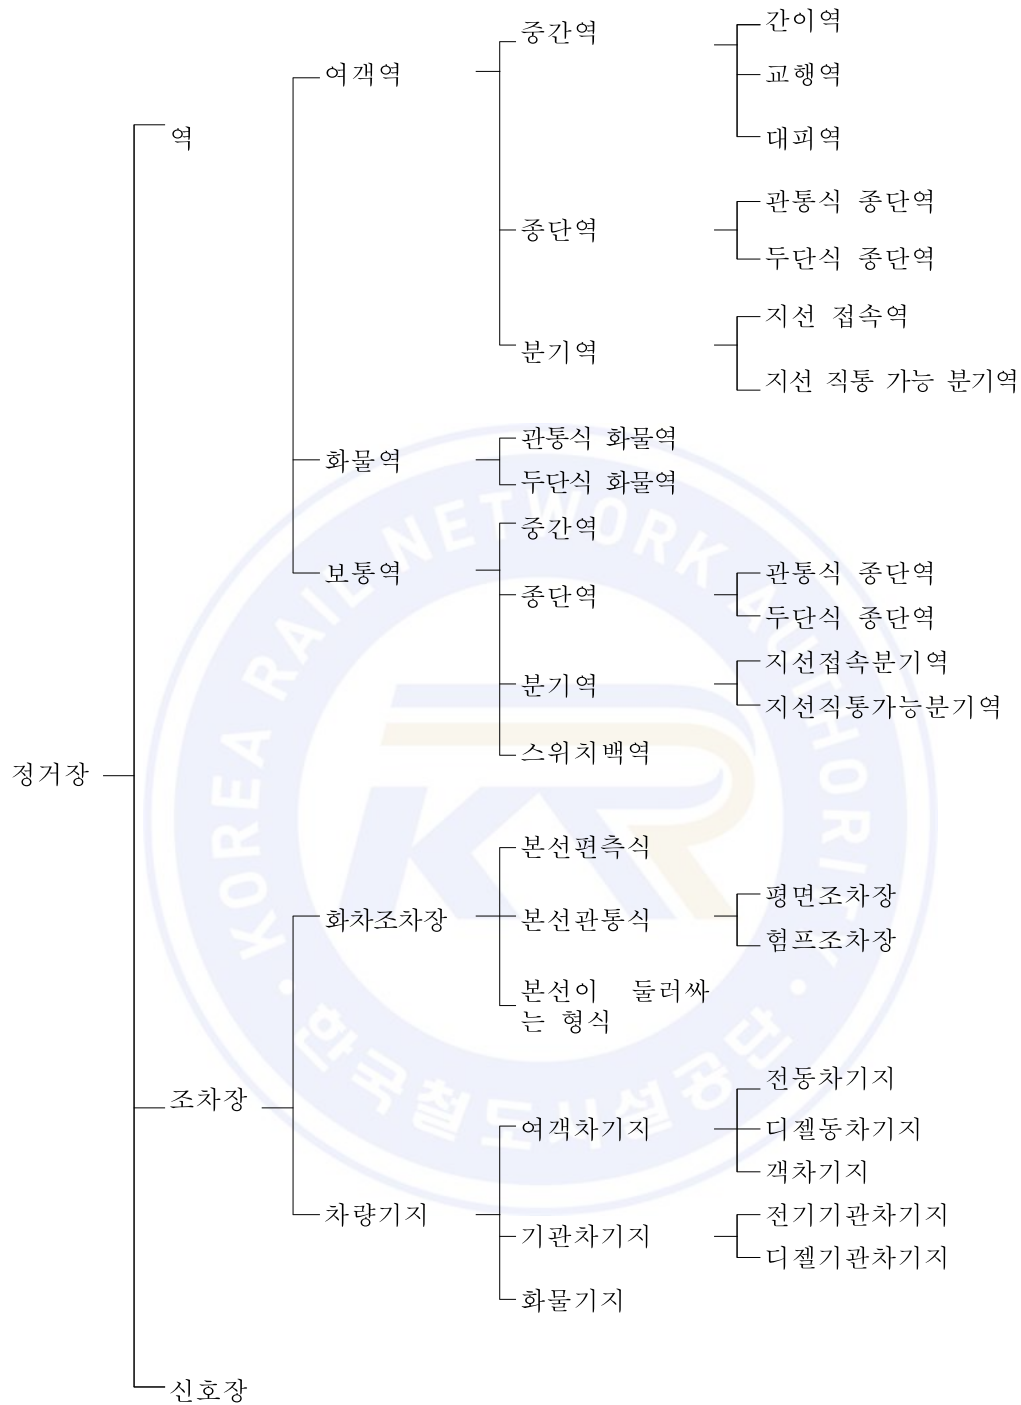 정거장
역
여객역
중간역
간이역
교행역
대피역
종단역
관통식 종단역
두단식 종단역
분기역
지선 접속역
지선 직통 가능 분기역
화물역
관통식 화물역
두단식 화물역
보통역
중간역
종단역
관통식 종단역
두단식 종단역
분기역
지선접속분기역
지선직통가능분기역
스위치백역
조차장
화차조차장
본선편측식
본선관통식
평면조차장
험프조차장
본선이 둘러싸
는 형식
차량기지
여객차기지
전동차기지
디젤동차기지
객차기지
기관차기지
전기기관차기지
디젤기관차기지
화물기지
신호장
KOREA RAIL NETWORK AUTHORITY
한국철도시설공단
KR